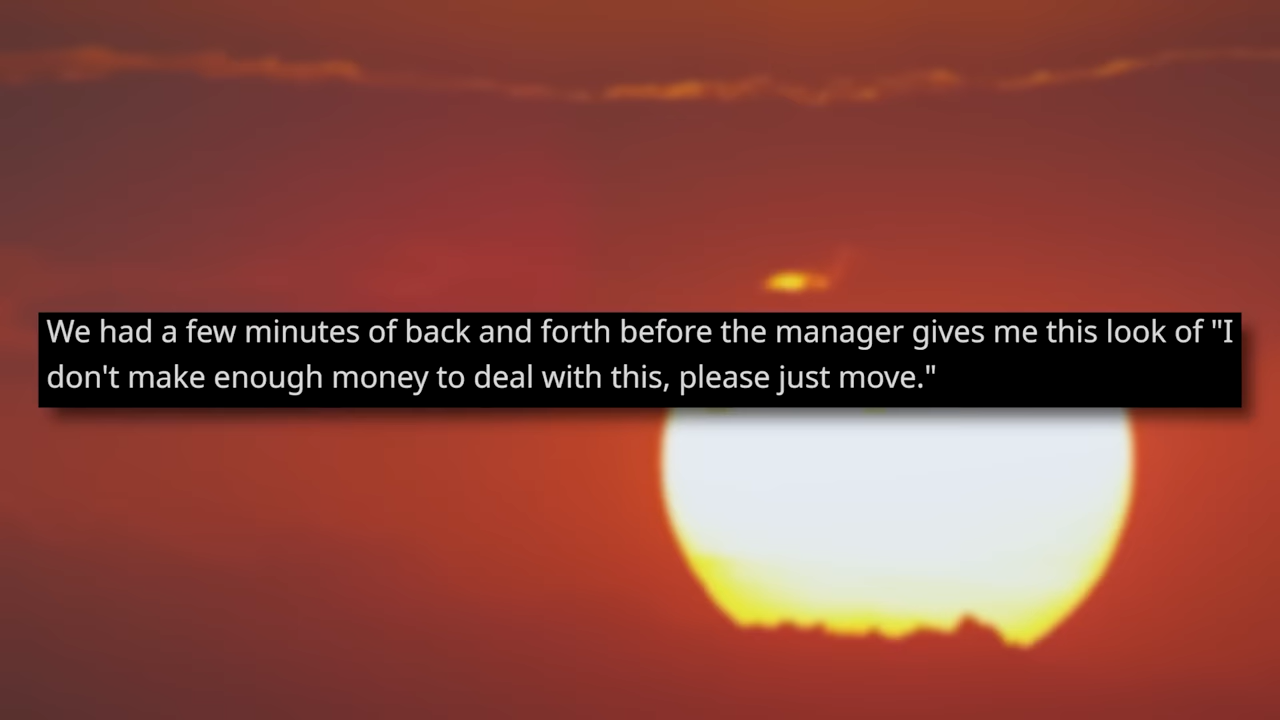 We had a few minutes of back and forth before the manager gives me this look of "I
don't make enough money to deal with this, please just move."